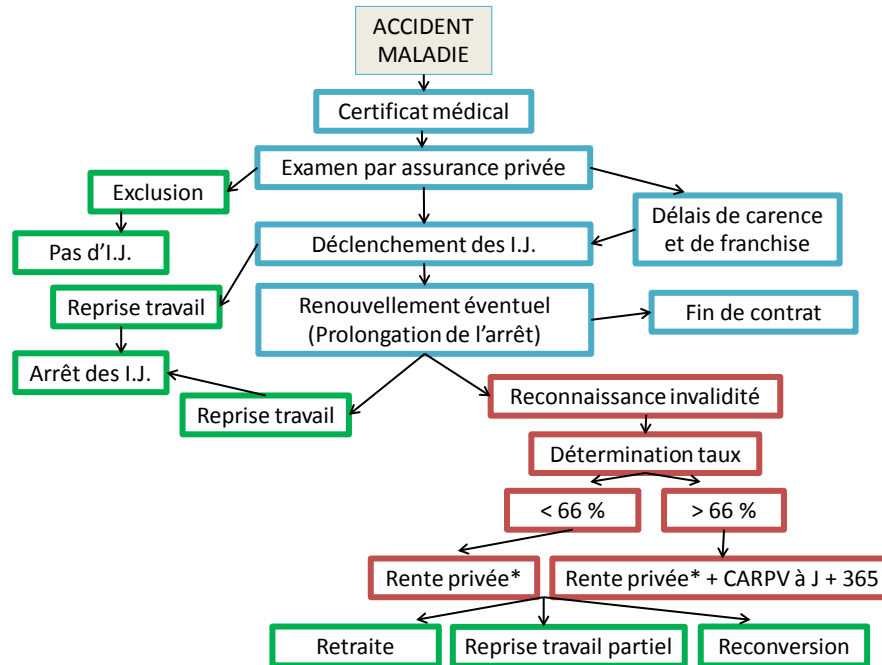 ACCIDENT
MALADIE
Certificat médical
Examen par assurance privée
Exclusion
Délais de carence
et de franchise
Pas d’I.J.
Déclenchement des I.J.
Reprise travail
Renouvellement éventuel
(Prolongation de l’arrêt)
Fin de contrat
Arrêt des I.J.
Reprise travail
Reconnaissance invalidité
Détermination taux
< 66 %
> 66 %
Rente privée*
Rente privée* + CARPV à J + 365
Retraite
Reprise travail partiel
Reconversion